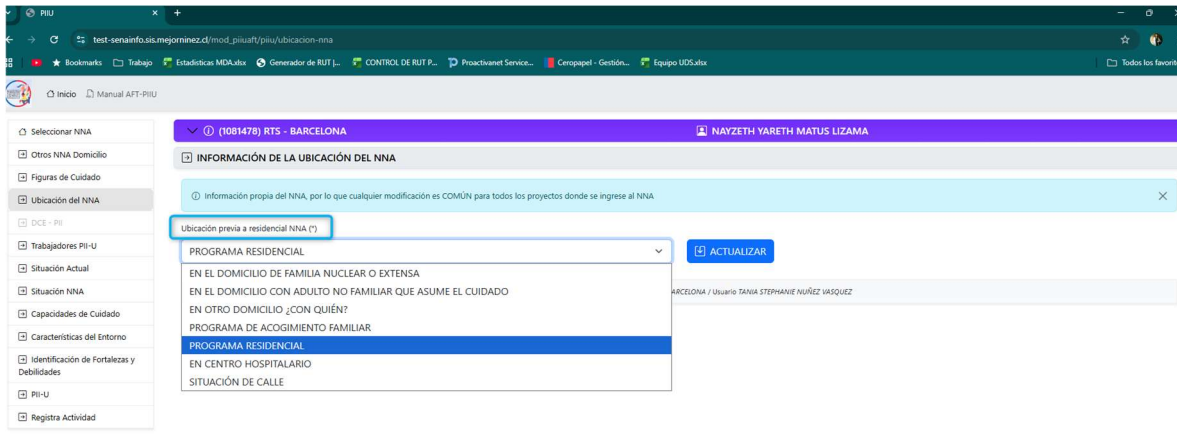 PIIU
test-senainfo.sis.mejorninez.cl/mod_piiuaft/piiu/ubicacion-nna
Bookmarks Trabajo Estadisticas MDA.xlsx Generador de RUT |... CONTROL DE RUT P... Proactivanet Service... Ceropapel - Gestión... Equipo UDS.xlsx Todos los favorit
Inicio Manual AFT-PIIU
Seleccionar NNA
Otros NNA Domicilio
Figuras de Cuidado
Ubicación del NNA
DCE - PII
Trabajadores PII-U
Situación Actual
Situación NNA
Capacidades de Cuidado
Características del Entorno
Identificación de Fortalezas y
Debilidades
PII-U
Registra Actividad
(1081478) RTS - BARCELONA NAYZETH YARETH MATUS LIZAMA
INFORMACIÓN DE LA UBICACIÓN DEL NNA
Información propia del NNA, por lo que cualquier modificación es COMÚN para todos los proyectos donde se ingrese al NNA
Ubicación previa a residencial NNA (*)
PROGRAMA RESIDENCIAL ACTUALIZAR
EN EL DOMICILIO DE FAMILIA NUCLEAR O EXTENSA
EN EL DOMICILIO CON ADULTO NO FAMILIAR QUE ASUME EL CUIDADO
EN OTRO DOMICILIO ¿CON QUIÉN?
PROGRAMA DE ACOGIMIENTO FAMILIAR
PROGRAMA RESIDENCIAL
EN CENTRO HOSPITALARIO
SITUACIÓN DE CALLE
ARCELONA / Usuario TANIA STEPHANIE NUÑEZ VASQUEZ